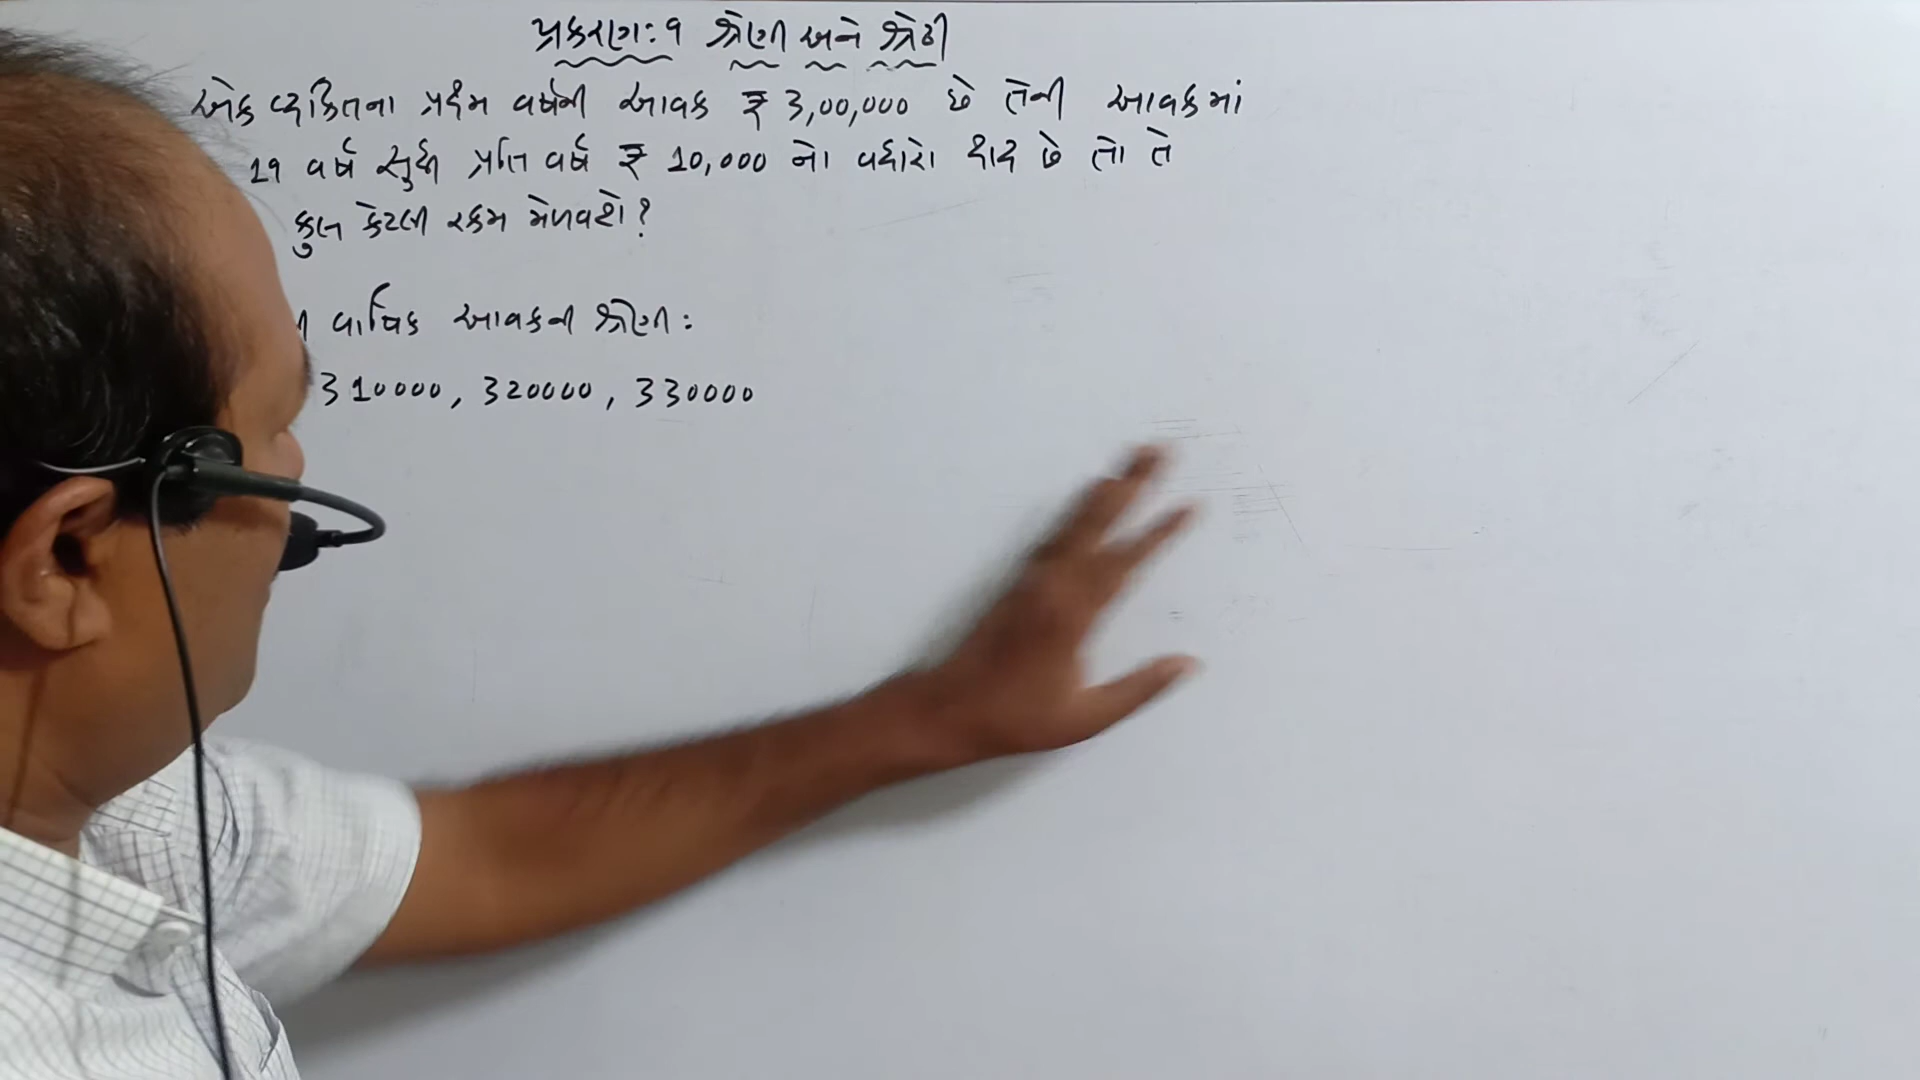 પ્રકરણ: ૧ શ્રેણી અને શ્રેઢી
એક વ્યકિતના પ્રથમ વર્ષની આવક ₹ 3,00,000 છે તેની આવકમાં
19 વર્ષ સુધી પ્રતિ વર્ષ ₹ 10,000 નો વધારો થાય છે તો તે
કુલ કેટલી રકમ મેળવશે?
વાર્ષિક આવકની શ્રેણી:
310000, 320000, 330000